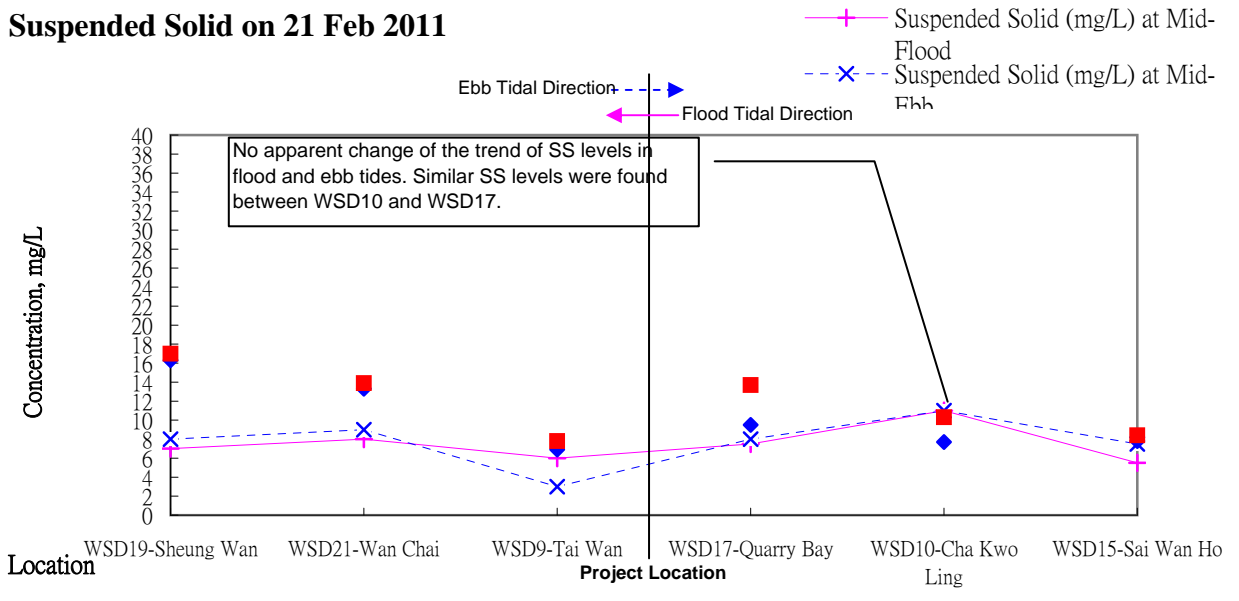 Suspended Solid on 21 Feb 2011
Suspended Solid (mg/L) at Mid-
Flood
Suspended Solid (mg/L) at Mid-
Ebb
Ebb Tidal Direction
Flood Tidal Direction
No apparent change of the trend of SS levels in
flood and ebb tides. Similar SS levels were found
between WSD10 and WSD17.
Concentration, mg/L
40
38
36
34
32
30
28
26
24
22
20
18
16
14
12
10
8
6
4
2
0
WSD19-Sheung Wan
WSD21-Wan Chai
WSD9-Tai Wan
WSD17-Quarry Bay
WSD10-Cha Kwo
Ling
WSD15-Sai Wan Ho
Location
Project Location